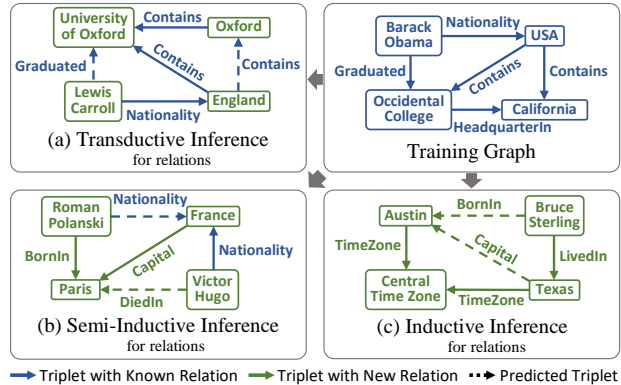 University
of Oxford
Contains
Oxford
Graduated
Contains
Contains
Lewis
Carroll
Nationality
England
(a) Transductive Inference
for relations
Barack
Obama
Nationality
USA
Graduated
Contains
Contains
Occidental
College
California
HeadquarterIn
Training Graph
Roman
Polanski
Nationality
France
BornIn
Capital
Nationality
Paris
DiedIn
Victor
Hugo
(b) Semi-Inductive Inference
for relations
Austin
BornIn
Bruce
Sterling
TimeZone
Capital
LivedIn
Central
Time Zone
TimeZone
Texas
(c) Inductive Inference
for relations
Triplet with Known Relation
Triplet with New Relation
Predicted Triplet